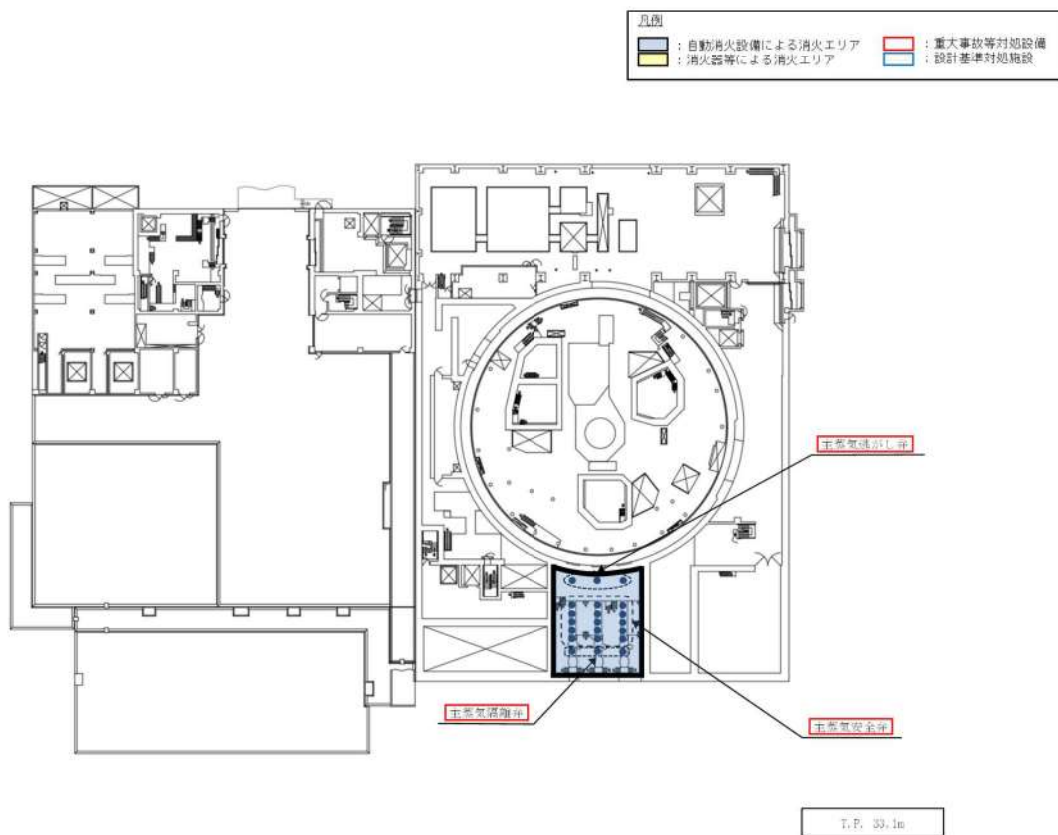 凡例
：自動消火設備による消火エリア
：重大事故等対処設備
：消火器等による消火エリア
：設計基準対処施設
主蒸気逃がし弁
主蒸気隔離弁
主蒸気安全弁
T.P. 33.1m